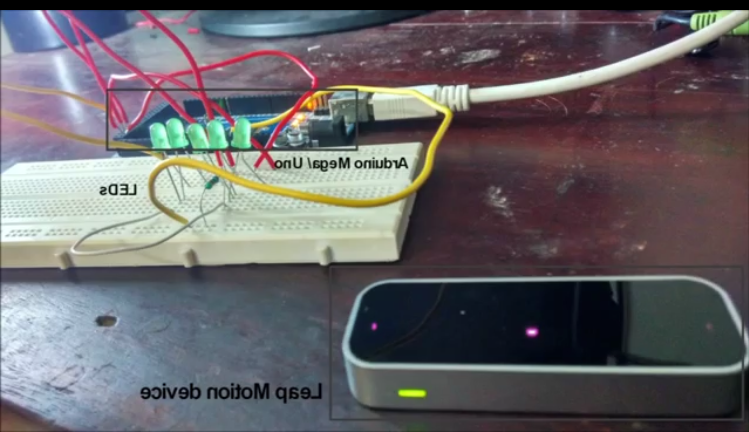 Arduino Mega/ Uno
LEDs
Leap Motion device